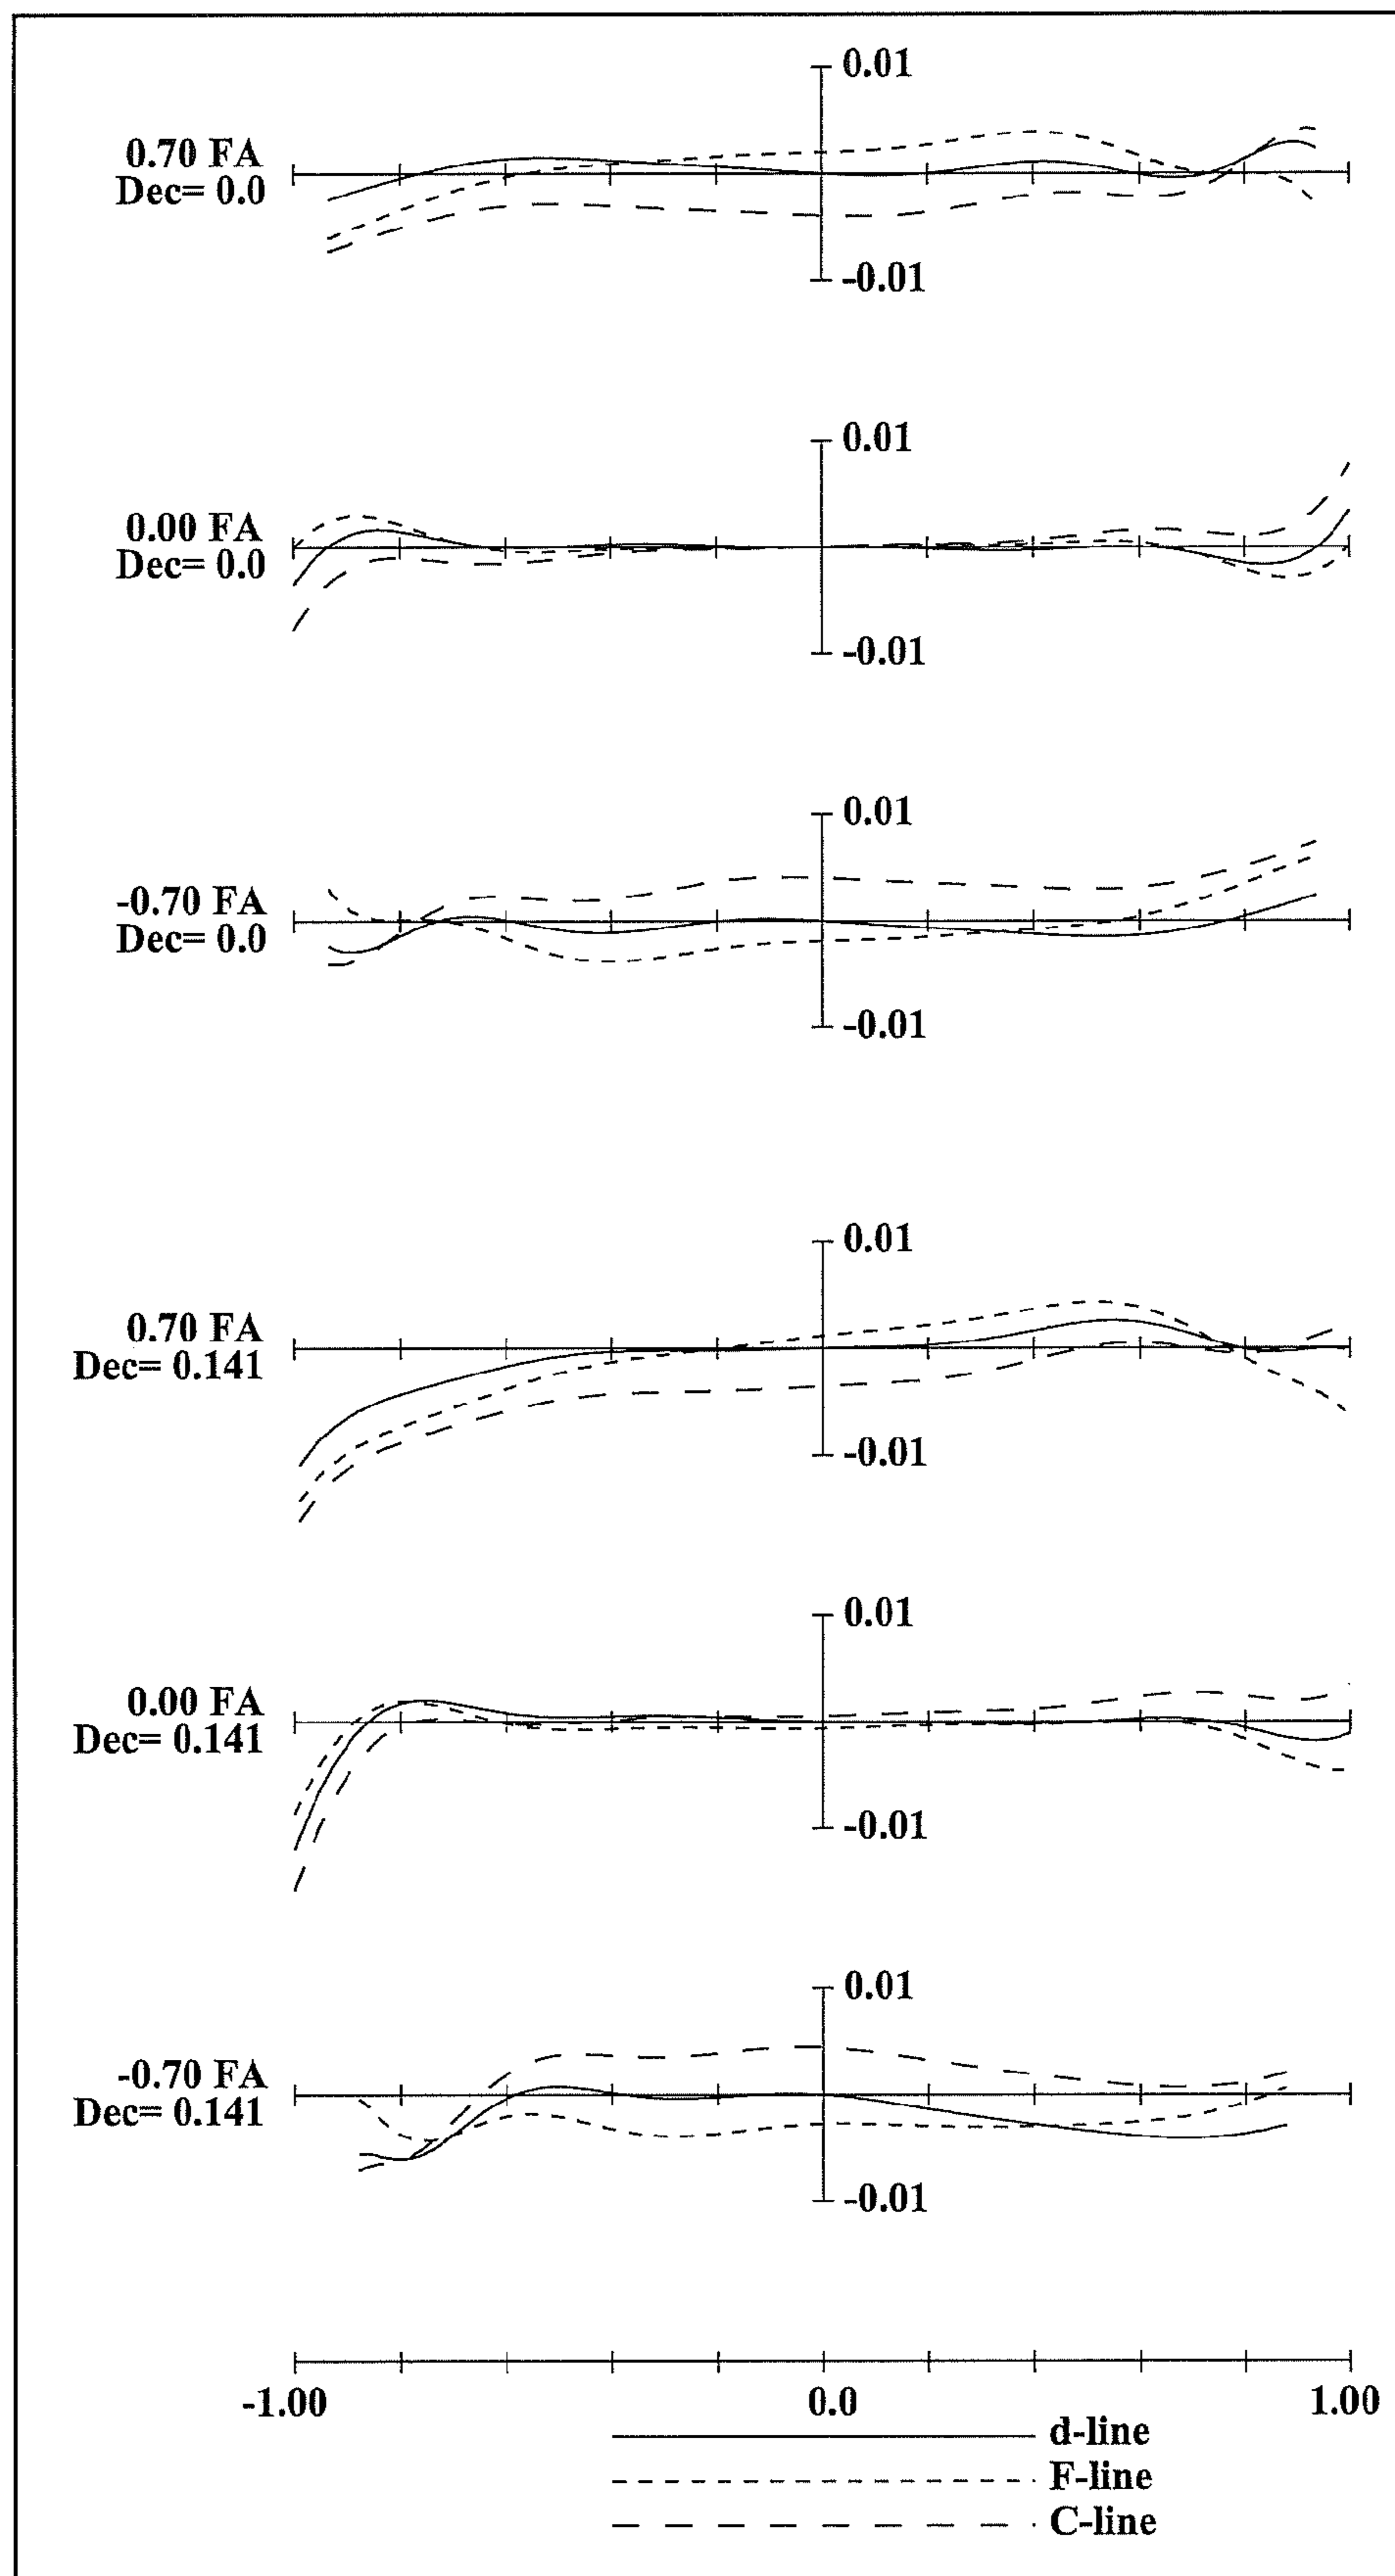 0.01
0.70 FA
Dec= 0.0
-0.01
0.01
0.00 FA
Dec= 0.0
-0.01
0.01
-0.70 FA
Dec= 0.0
-0.01
0.01
0.70 FA
Dec= 0.141
-0.01
0.01
0.00 FA
Dec= 0.141
-0.01
0.01
-0.70 FA
Dec= 0.141
-0.01
-1.00 0.0 1.00
d-line
F-line
C-line